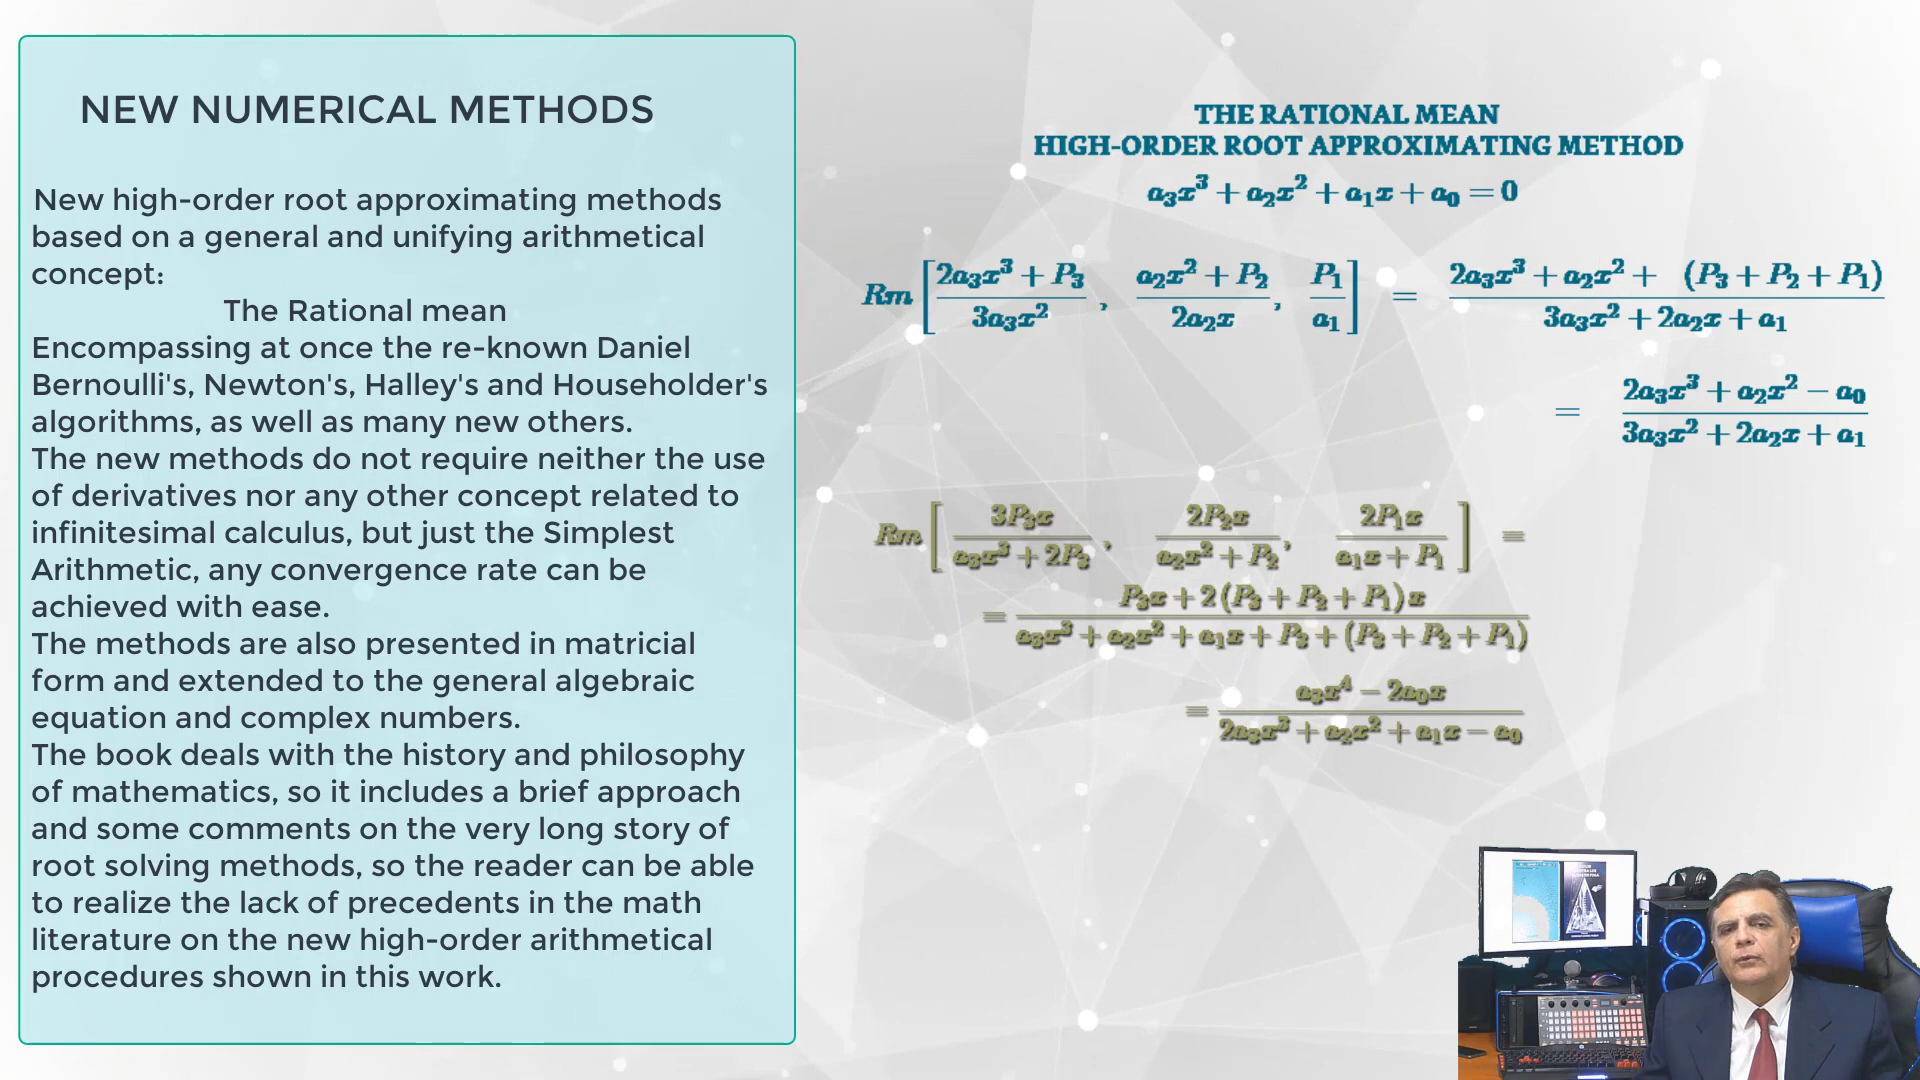 NEW NUMERICAL METHODS
New high-order root approximating methods
based on a general and unifying arithmetical
concept:
The Rational mean
Encompassing at once the re-known Daniel
Bernoulli's, Newton's, Halley's and Householder's
algorithms, as well as many new others.
The new methods do not require neither the use
of derivatives nor any other concept related to
infinitesimal calculus, but just the Simplest
Arithmetic, any convergence rate can be
achieved with ease.
The methods are also presented in matricial
form and extended to the general algebraic
equation and complex numbers.
The book deals with the history and philosophy
of mathematics, so it includes a brief approach
and some comments on the very long story of
root solving methods, so the reader can be able
to realize the lack of precedents in the math
literature on the new high-order arithmetical
procedures shown in this work.
THE RATIONAL MEAN
HIGH-ORDER ROOT APPROXIMATING METHOD
a₃x³ + a₂x² + a₁x + a₀ = 0
Rm [ (2a₃x³ + P₃)/(3a₃x²) , (a₂x² + P₂)/(2a₂x) , P₁/a₁ ] = (2a₃x³ + a₂x² + (P₃ + P₂ + P₁))/(3a₃x² + 2a₂x + a₁)
= (2a₃x³ + a₂x² − a₀)/(3a₃x² + 2a₂x + a₁)
Rm [ 3P₃x/(a₃x³ + 2P₃) , 2P₂x/(a₂x² + P₂) , 2P₁x/(a₁x + P₁) ] =
= (P₃x + 2(P₃ + P₂ + P₁)x)/(a₃x³ + a₂x² + a₁x + P₃ + (P₃ + P₂ + P₁))
= (a₃x⁴ − 2a₀x)/(2a₃x³ + a₂x² + a₁x − a₀)